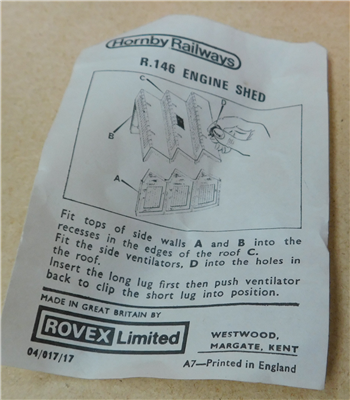 Hornby Railways
R.146 ENGINE SHED
C
D
B
A
Fit tops of side walls A and B into the
recesses in the edges of the roof C.
Fit the side ventilators, D into the holes in
the roof.
Insert the long lug first then push ventilator
back to clip the short lug into position.
MADE IN GREAT BRITAIN BY
ROVEX Limited
WESTWOOD,
MARGATE, KENT
04/017/17
A7—Printed in England